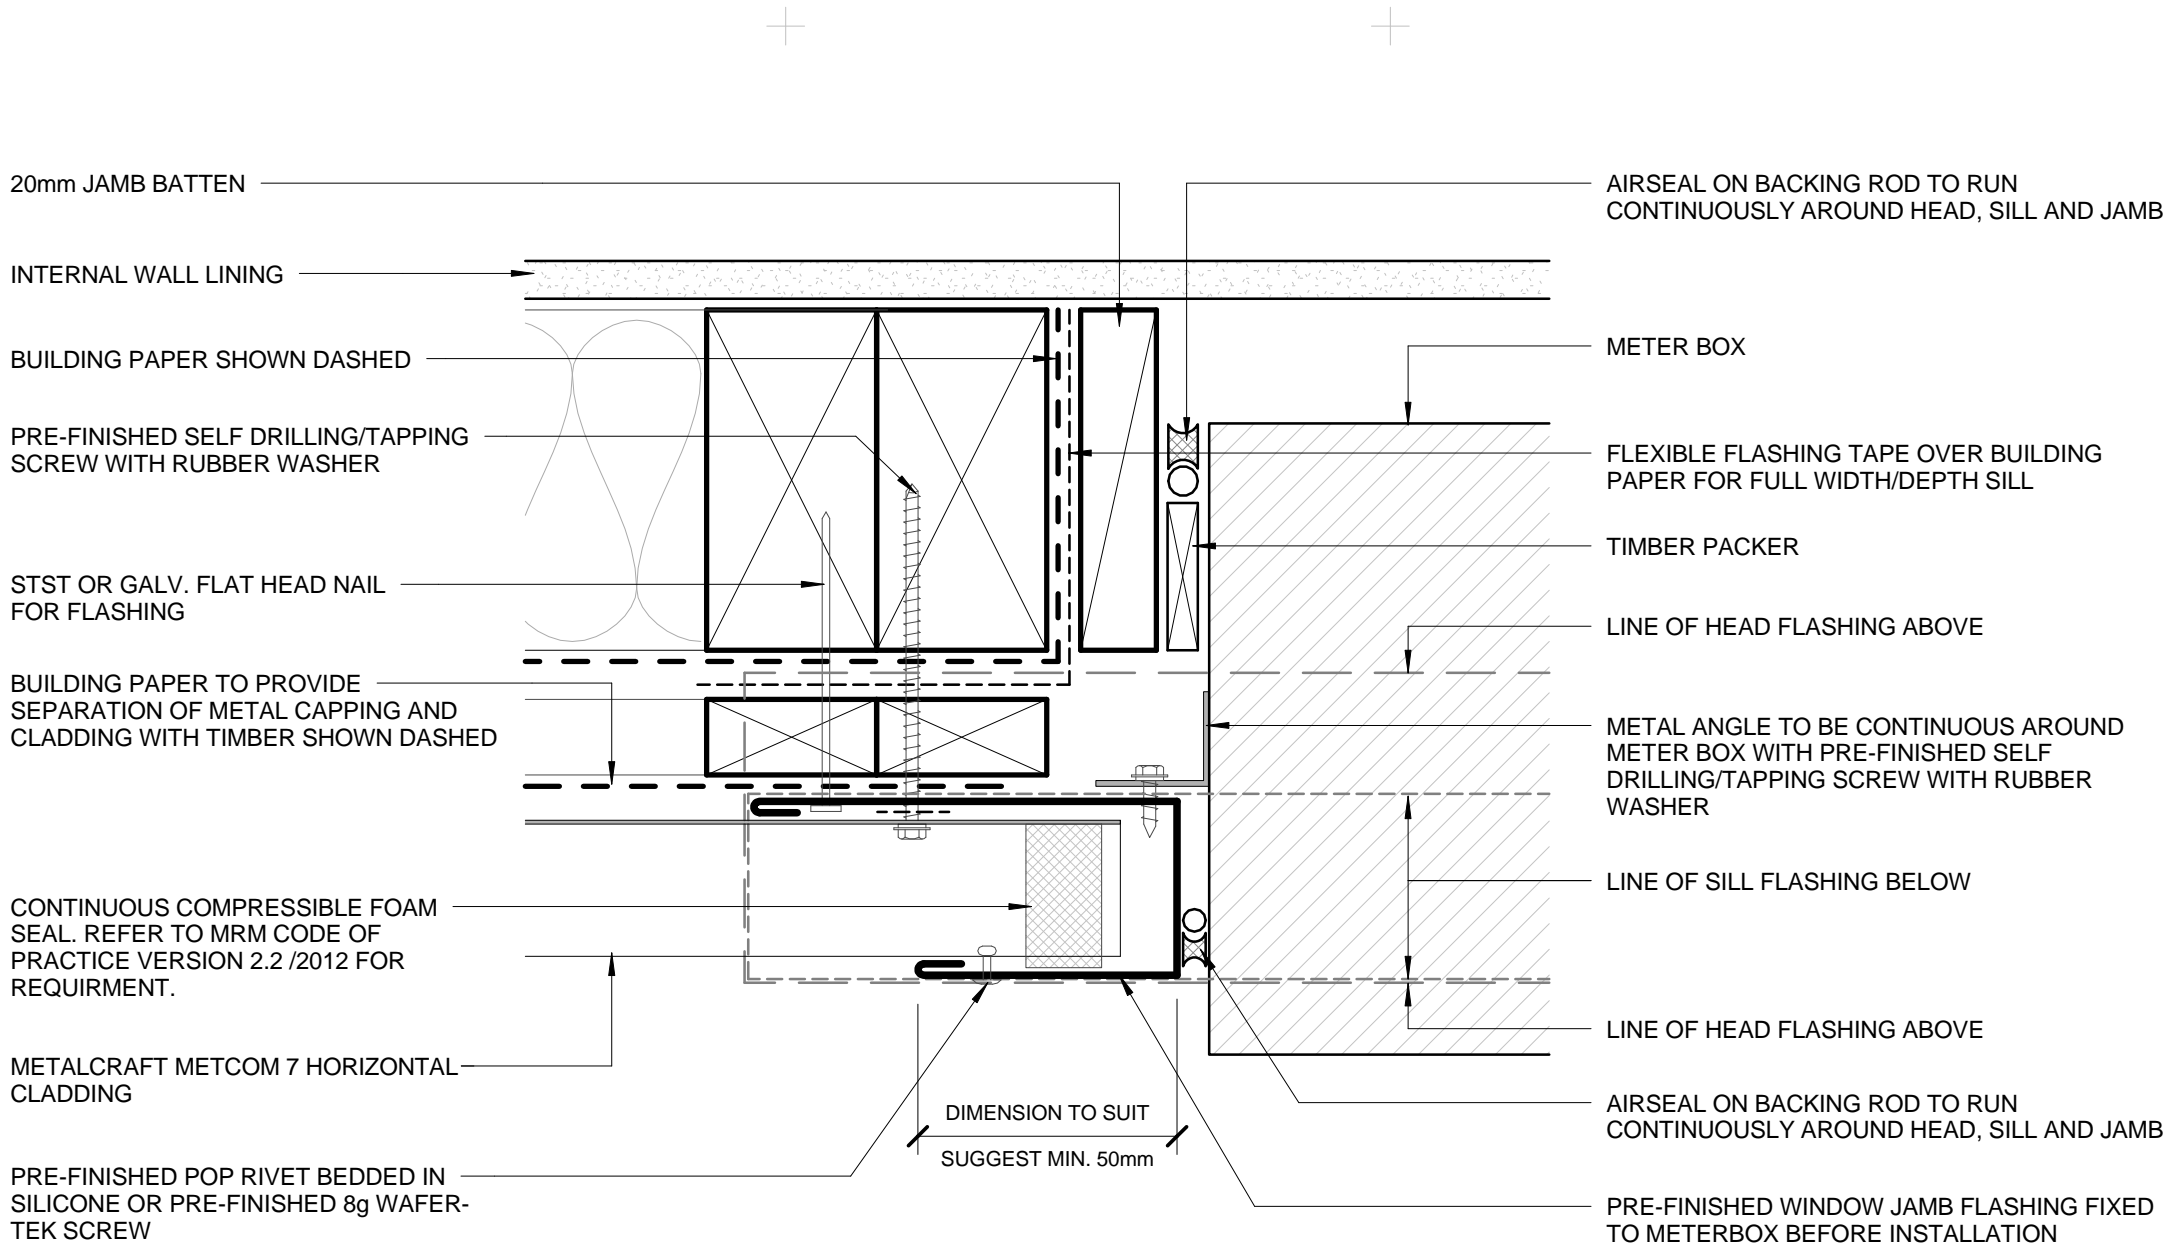 20mm JAMB BATTEN
INTERNAL WALL LINING
BUILDING PAPER SHOWN DASHED
PRE-FINISHED SELF DRILLING/TAPPING
SCREW WITH RUBBER WASHER
STST OR GALV. FLAT HEAD NAIL
FOR FLASHING
BUILDING PAPER TO PROVIDE
SEPARATION OF METAL CAPPING AND
CLADDING WITH TIMBER SHOWN DASHED
CONTINUOUS COMPRESSIBLE FOAM
SEAL. REFER TO MRM CODE OF
PRACTICE VERSION 2.2 /2012 FOR
REQUIRMENT.
METALCRAFT METCOM 7 HORIZONTAL
CLADDING
PRE-FINISHED POP RIVET BEDDED IN
SILICONE OR PRE-FINISHED 8g WAFER-
TEK SCREW
DIMENSION TO SUIT
SUGGEST MIN. 50mm
AIRSEAL ON BACKING ROD TO RUN
CONTINUOUSLY AROUND HEAD, SILL AND JAMB
METER BOX
FLEXIBLE FLASHING TAPE OVER BUILDING
PAPER FOR FULL WIDTH/DEPTH SILL
TIMBER PACKER
LINE OF HEAD FLASHING ABOVE
METAL ANGLE TO BE CONTINUOUS AROUND
METER BOX WITH PRE-FINISHED SELF
DRILLING/TAPPING SCREW WITH RUBBER
WASHER
LINE OF SILL FLASHING BELOW
LINE OF HEAD FLASHING ABOVE
AIRSEAL ON BACKING ROD TO RUN
CONTINUOUSLY AROUND HEAD, SILL AND JAMB
PRE-FINISHED WINDOW JAMB FLASHING FIXED
TO METERBOX BEFORE INSTALLATION